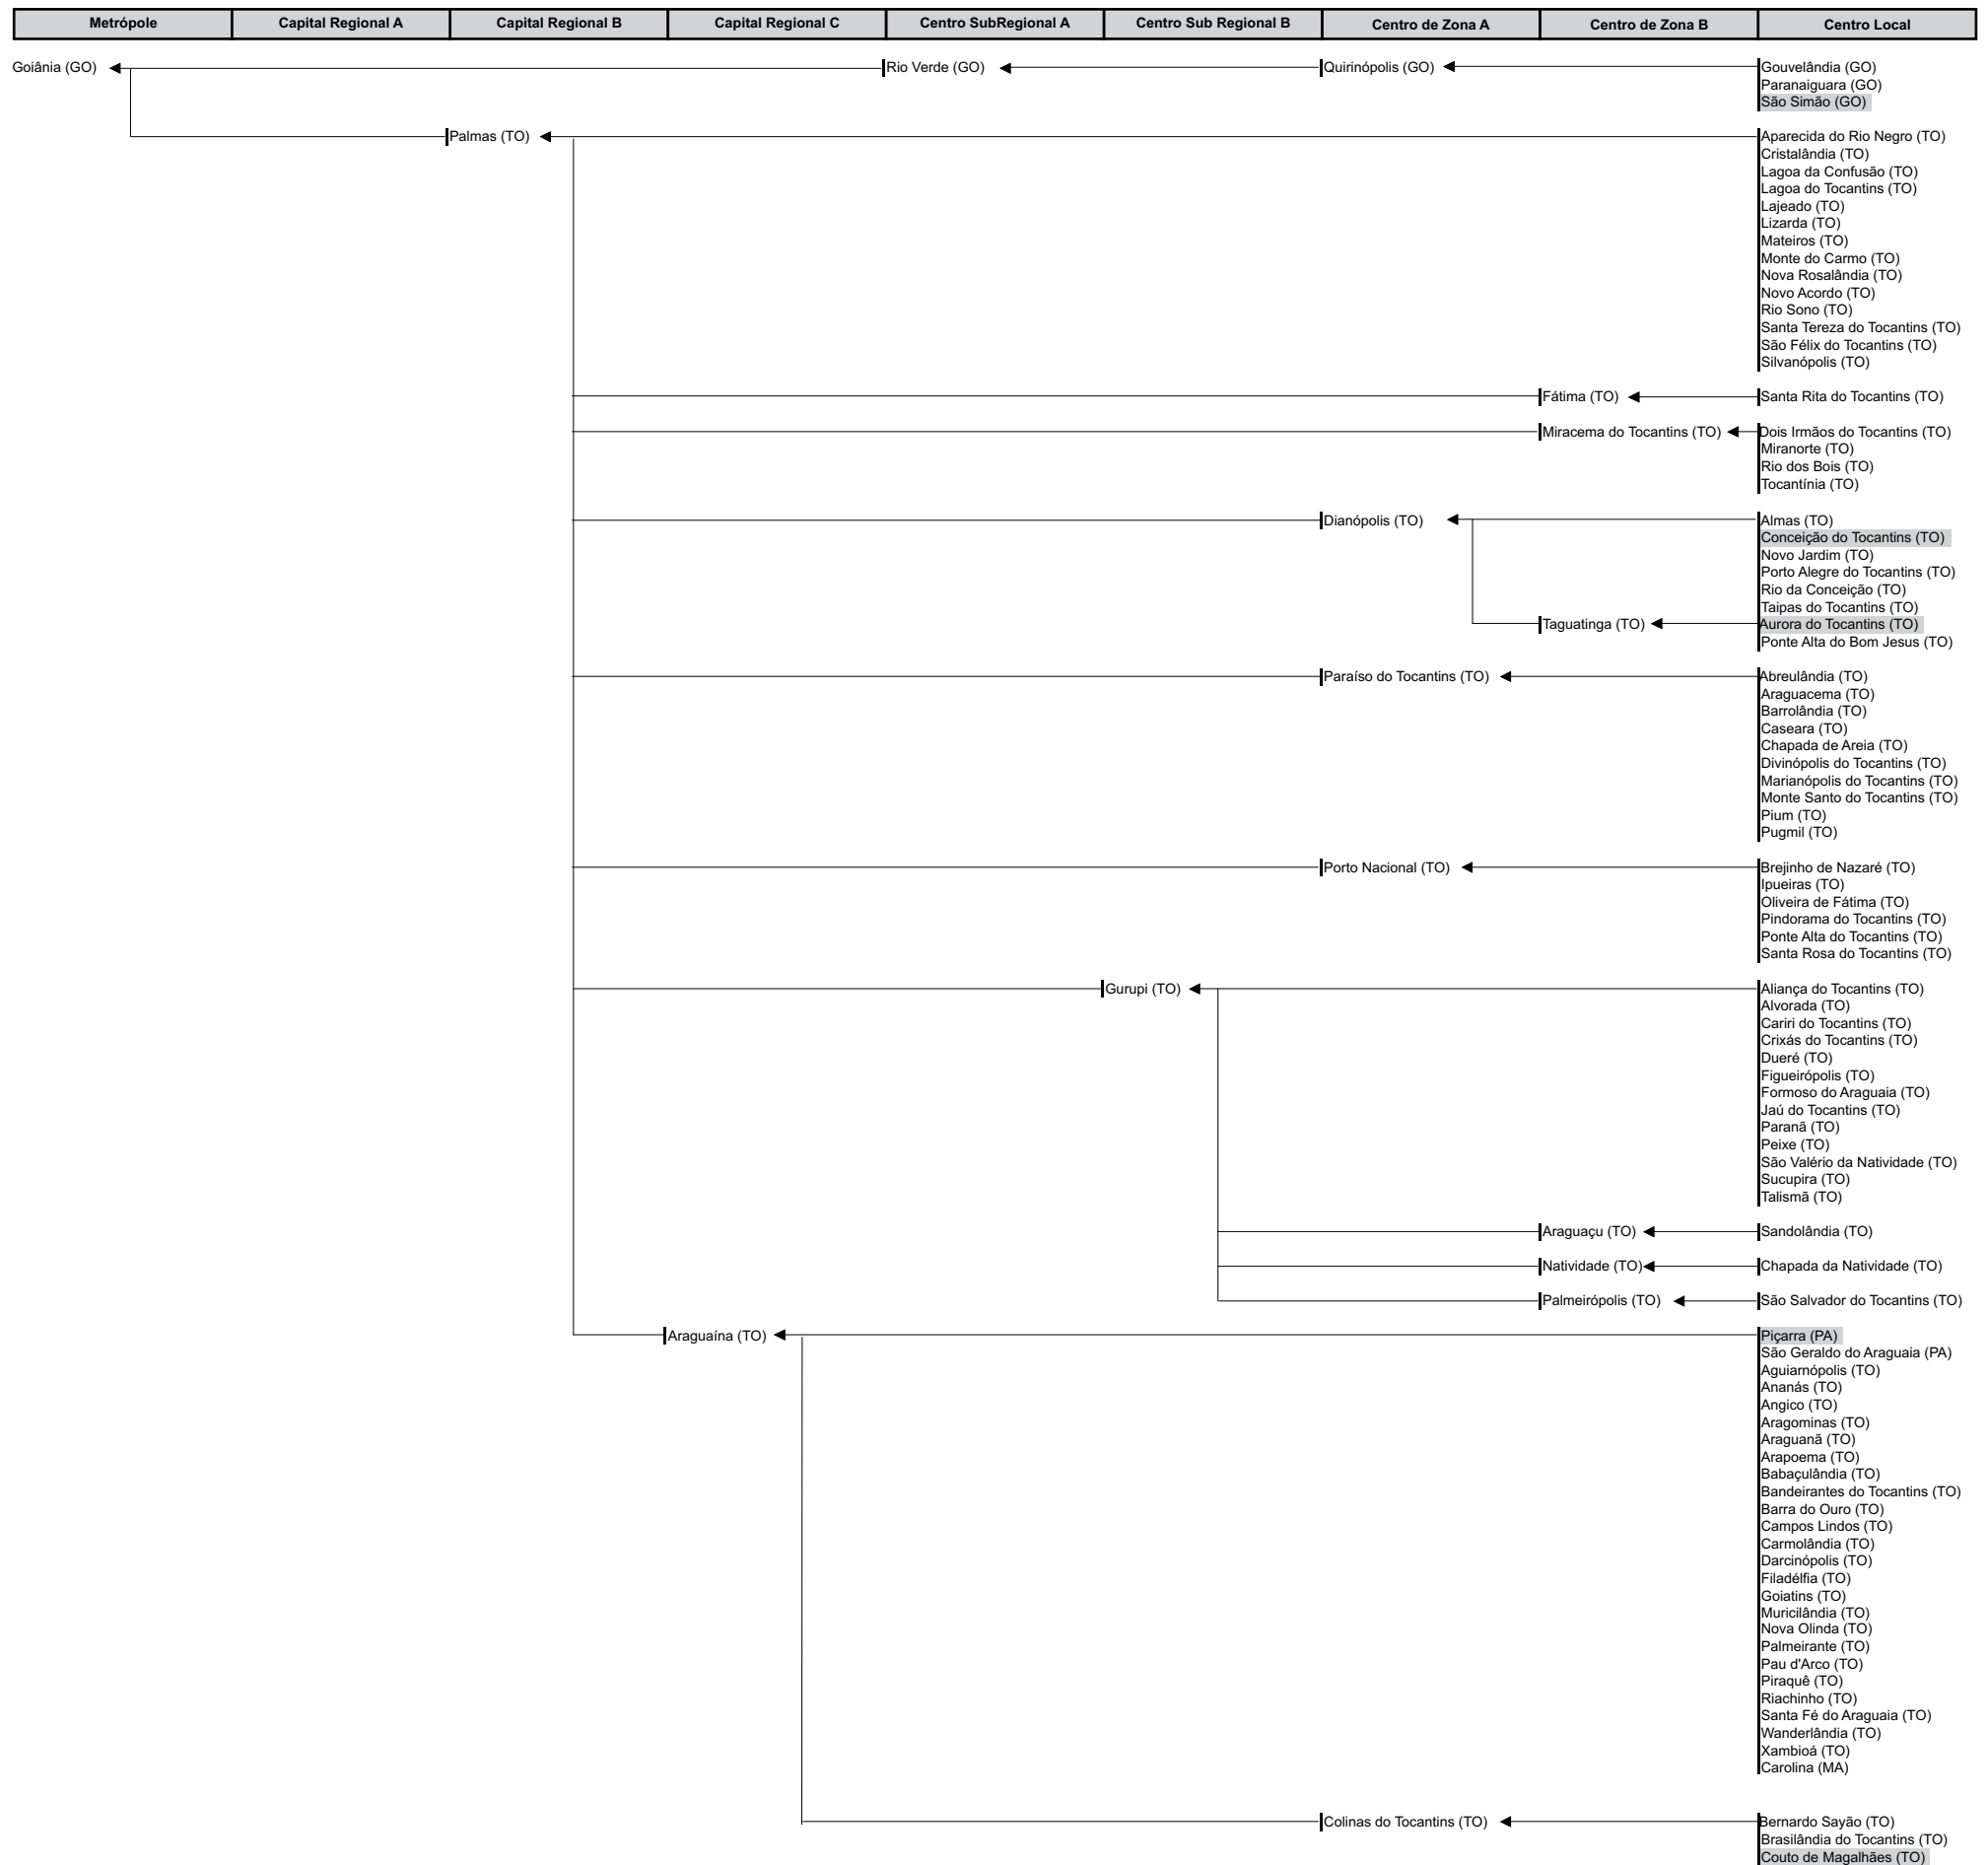 Metrópole
Capital Regional A
Capital Regional B
Capital Regional C
Centro SubRegional A
Centro Sub Regional B
Centro de Zona A
Centro de Zona B
Centro Local
Goiânia (GO)
Rio Verde (GO)
Quirinópolis (GO)
Gouvelândia (GO)
Paranaiguara (GO)
São Simão (GO)
Palmas (TO)
Aparecida do Rio Negro (TO)
Cristalândia (TO)
Lagoa da Confusão (TO)
Lagoa do Tocantins (TO)
Lajeado (TO)
Lizarda (TO)
Mateiros (TO)
Monte do Carmo (TO)
Nova Rosalândia (TO)
Novo Acordo (TO)
Rio Sono (TO)
Santa Tereza do Tocantins (TO)
São Félix do Tocantins (TO)
Silvanópolis (TO)
Fátima (TO)
Santa Rita do Tocantins (TO)
Miracema do Tocantins (TO)
Dois Irmãos do Tocantins (TO)
Miranorte (TO)
Rio dos Bois (TO)
Tocantínia (TO)
Dianópolis (TO)
Almas (TO)
Conceição do Tocantins (TO)
Novo Jardim (TO)
Porto Alegre do Tocantins (TO)
Rio da Conceição (TO)
Taipas do Tocantins (TO)
Taguatinga (TO)
Aurora do Tocantins (TO)
Ponte Alta do Bom Jesus (TO)
Paraíso do Tocantins (TO)
Abreulândia (TO)
Araguacema (TO)
Barrolândia (TO)
Caseara (TO)
Chapada de Areia (TO)
Divinópolis do Tocantins (TO)
Marianópolis do Tocantins (TO)
Monte Santo do Tocantins (TO)
Pium (TO)
Pugmil (TO)
Porto Nacional (TO)
Brejinho de Nazaré (TO)
Ipueiras (TO)
Oliveira de Fátima (TO)
Pindorama do Tocantins (TO)
Ponte Alta do Tocantins (TO)
Santa Rosa do Tocantins (TO)
Gurupi (TO)
Aliança do Tocantins (TO)
Alvorada (TO)
Cariri do Tocantins (TO)
Crixás do Tocantins (TO)
Dueré (TO)
Figueirópolis (TO)
Formoso do Araguaia (TO)
Jaú do Tocantins (TO)
Paranã (TO)
Peixe (TO)
São Valério da Natividade (TO)
Sucupira (TO)
Talismã (TO)
Araguaçu (TO)
Sandolândia (TO)
Natividade (TO)
Chapada da Natividade (TO)
Palmeirópolis (TO)
São Salvador do Tocantins (TO)
Araguaína (TO)
Piçarra (PA)
São Geraldo do Araguaia (PA)
Aguiarnópolis (TO)
Ananás (TO)
Angico (TO)
Aragominas (TO)
Araguanã (TO)
Arapoema (TO)
Babaçulândia (TO)
Bandeirantes do Tocantins (TO)
Barra do Ouro (TO)
Campos Lindos (TO)
Carmolândia (TO)
Darcinópolis (TO)
Filadélfia (TO)
Goiatins (TO)
Muricilândia (TO)
Nova Olinda (TO)
Palmeirante (TO)
Pau d'Arco (TO)
Piraquê (TO)
Riachinho (TO)
Santa Fé do Araguaia (TO)
Wanderlândia (TO)
Xambioá (TO)
Carolina (MA)
Colinas do Tocantins (TO)
Bernardo Sayão (TO)
Brasilândia do Tocantins (TO)
Couto de Magalhães (TO)